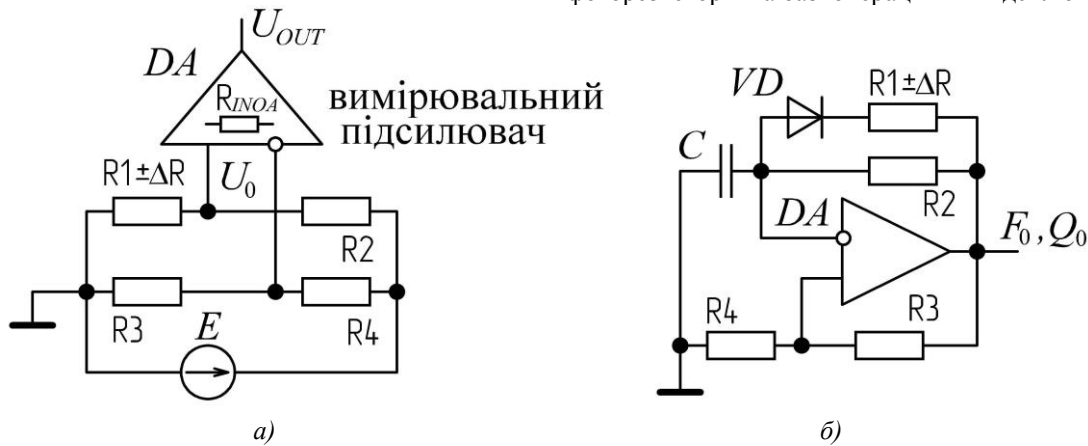 U_OUT
DA
R_INOA
вимірювальний
підсилювач
R1±ΔR
U_0
R2
R3
R4
E
а)
VD
R1±ΔR
C
R2
DA
F_0, Q_0
R4
R3
б)